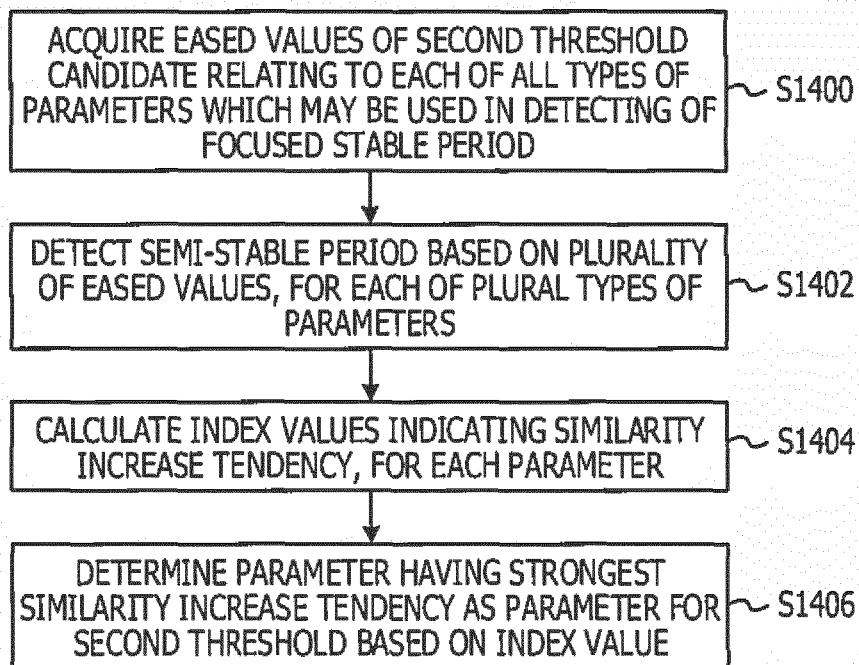 ACQUIRE EASED VALUES OF SECOND THRESHOLD
CANDIDATE RELATING TO EACH OF ALL TYPES OF
PARAMETERS WHICH MAY BE USED IN DETECTING OF
FOCUSED STABLE PERIOD
S1400
DETECT SEMI-STABLE PERIOD BASED ON PLURALITY
OF EASED VALUES, FOR EACH OF PLURAL TYPES OF
PARAMETERS
S1402
CALCULATE INDEX VALUES INDICATING SIMILARITY
INCREASE TENDENCY, FOR EACH PARAMETER
S1404
DETERMINE PARAMETER HAVING STRONGEST
SIMILARITY INCREASE TENDENCY AS PARAMETER FOR
SECOND THRESHOLD BASED ON INDEX VALUE
S1406